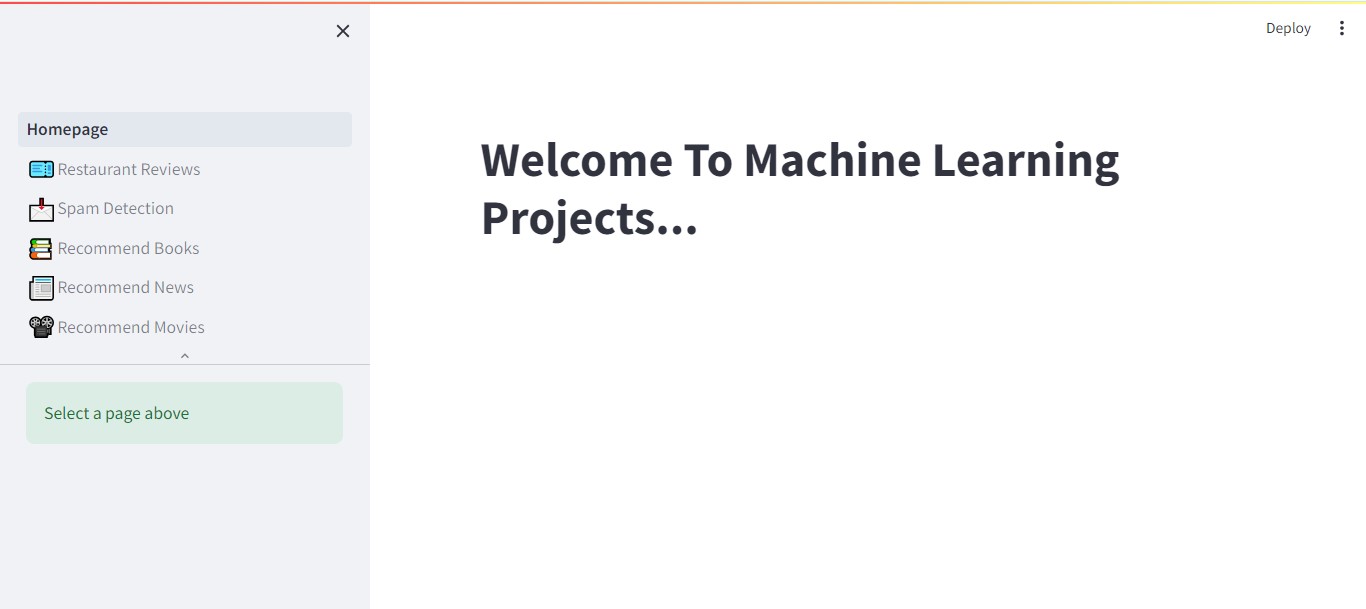 Deploy
Homepage
Restaurant Reviews
Spam Detection
Recommend Books
Recommend News
Recommend Movies
Select a page above
Welcome To Machine Learning
Projects...